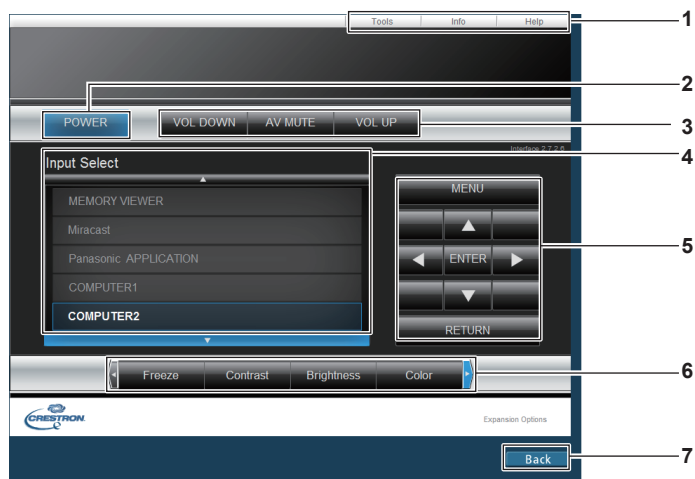 Tools Info Help 1
2
POWER VOL DOWN AV MUTE VOL UP 3
Interface 2.7.2.6
Input Select 4
MEMORY VIEWER
Miracast
Panasonic APPLICATION
COMPUTER1
COMPUTER2
MENU
ENTER 5
RETURN
Freeze Contrast Brightness Color 6
CRESTRON Expansion Options
Back 7